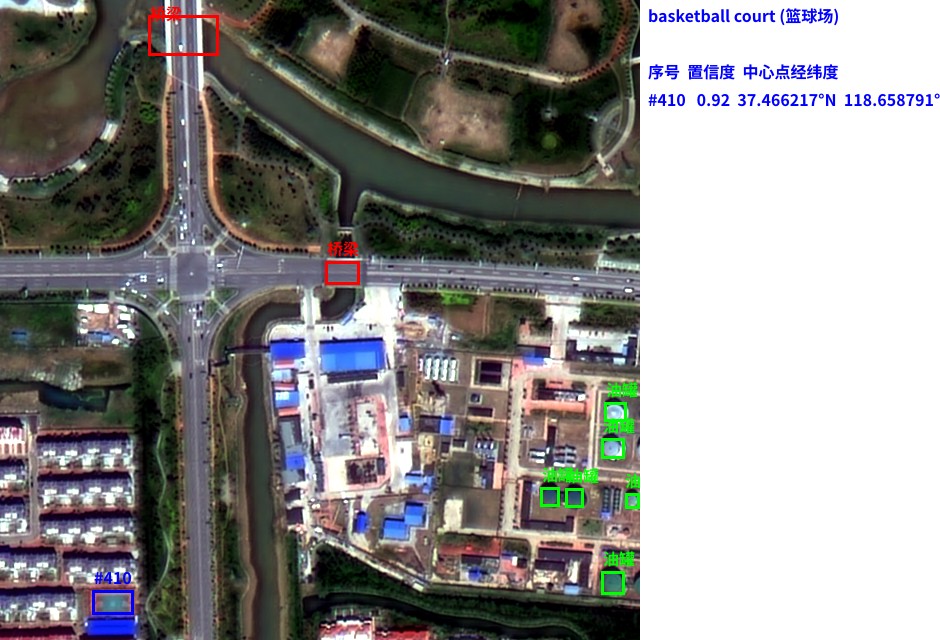 桥梁
basketball court (篮球场)
序号 置信度 中心点经纬度
#410 0.92 37.466217°N 118.658791°
桥梁
油罐
油罐
油罐
油罐
油
油罐
#410